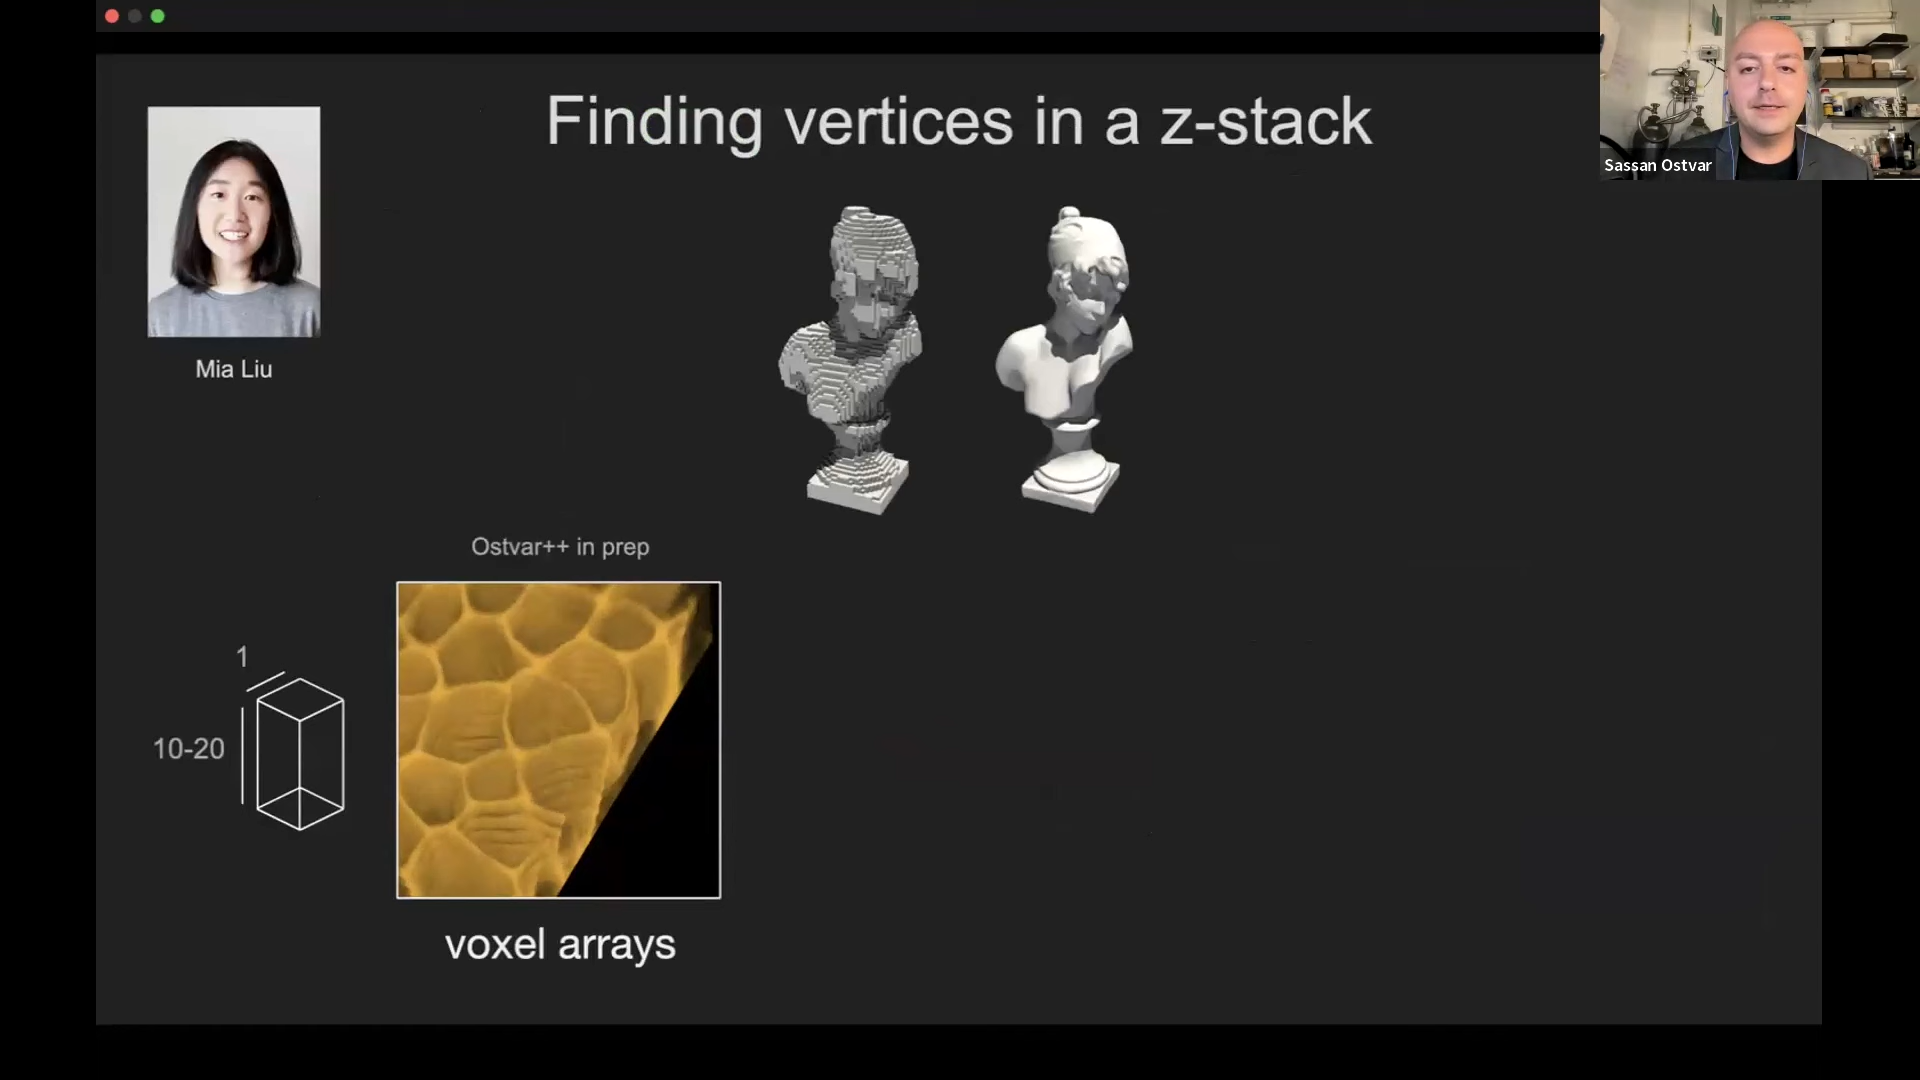 Finding vertices in a z-stack
Sassan Ostvar
Mia Liu
Ostvar++ in prep
1
10-20
voxel arrays